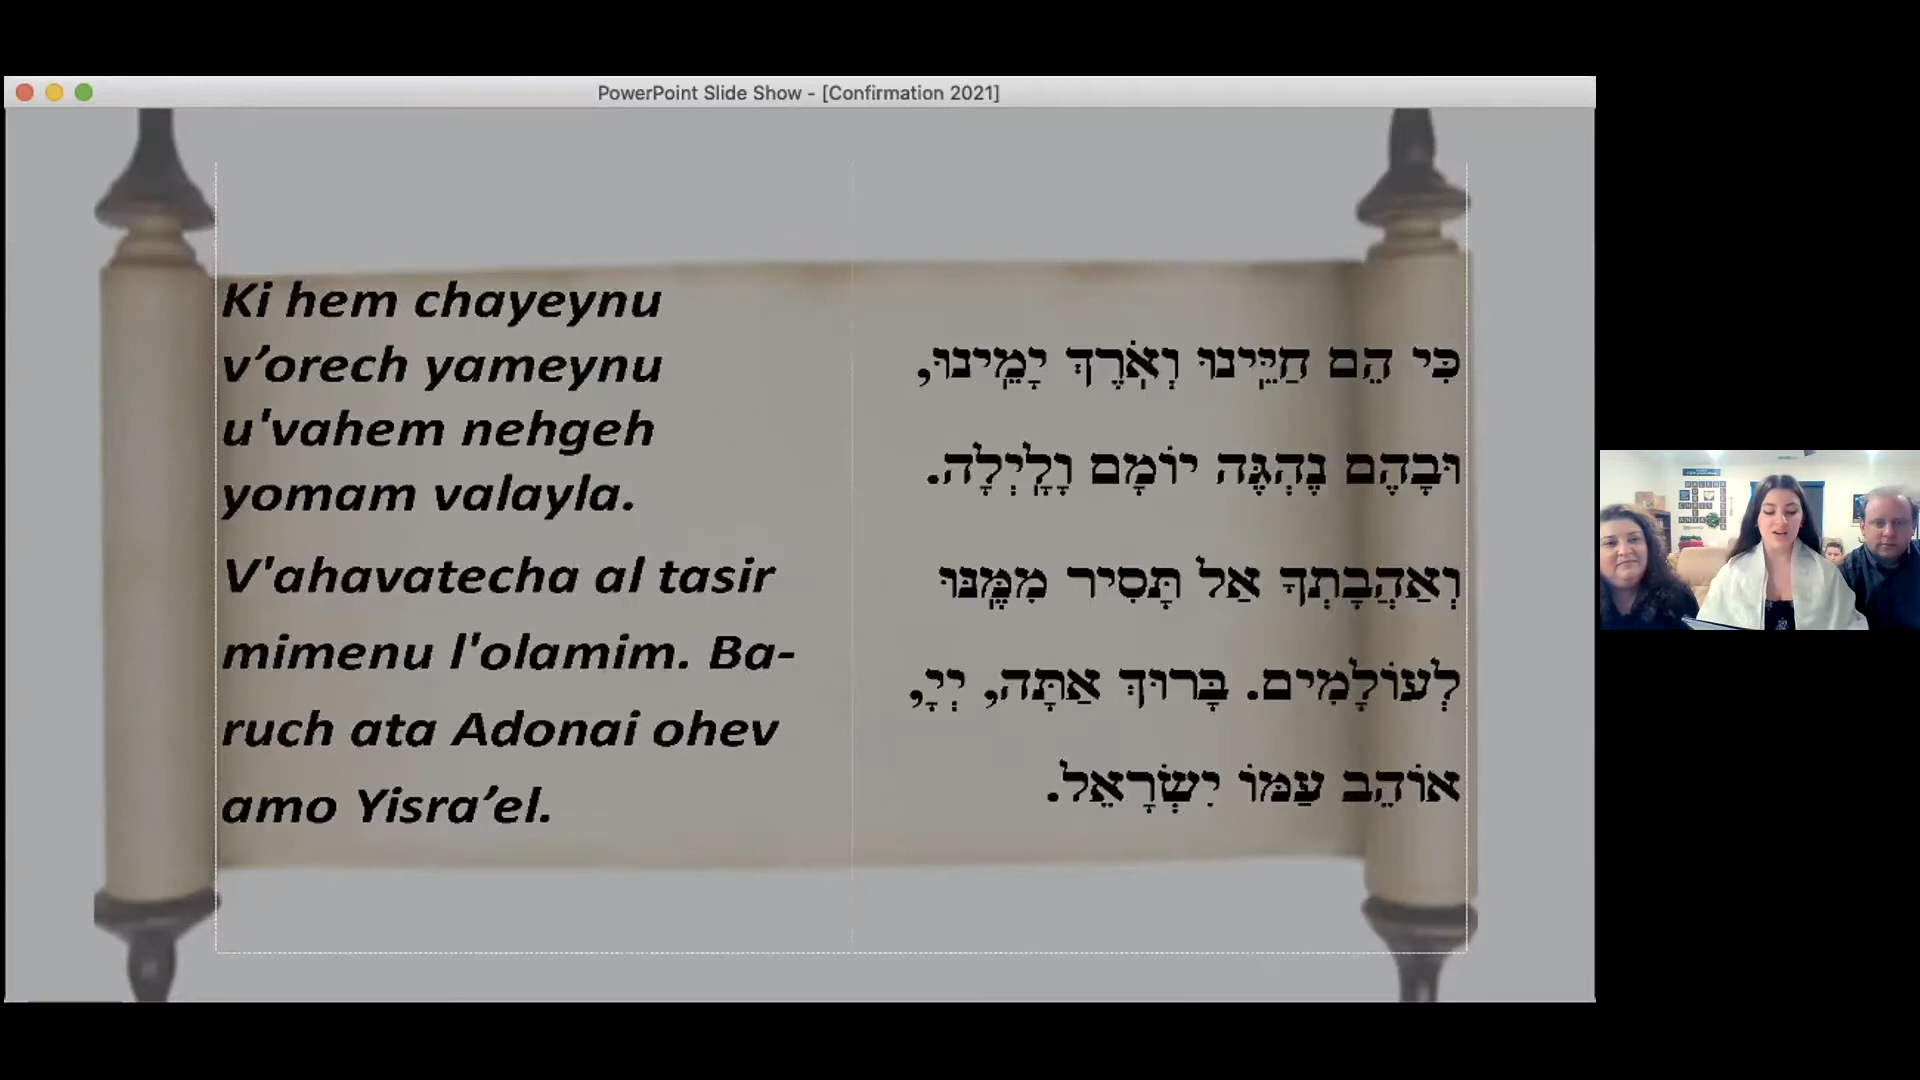 PowerPoint Slide Show - [Confirmation 2021]
Ki hem chayeynu
v’orech yameynu
u'vahem nehgeh
yomam valayla.
V'ahavatecha al tasir
mimenu l'olamim. Ba-
ruch ata Adonai ohev
amo Yisra’el.
כִּי הֵם חַיֵּינוּ וְאֹרֶךְ יָמֵינוּ,
וּבָהֶם נֶהְגֶּה יוֹמָם וָלָיְלָה.
וְאַהֲבָתְךָ אַל תָּסִיר מִמֶּנּוּ
לְעוֹלָמִים. בָּרוּךְ אַתָּה, יְיָ,
אוֹהֵב עַמּוֹ יִשְׂרָאֵל.